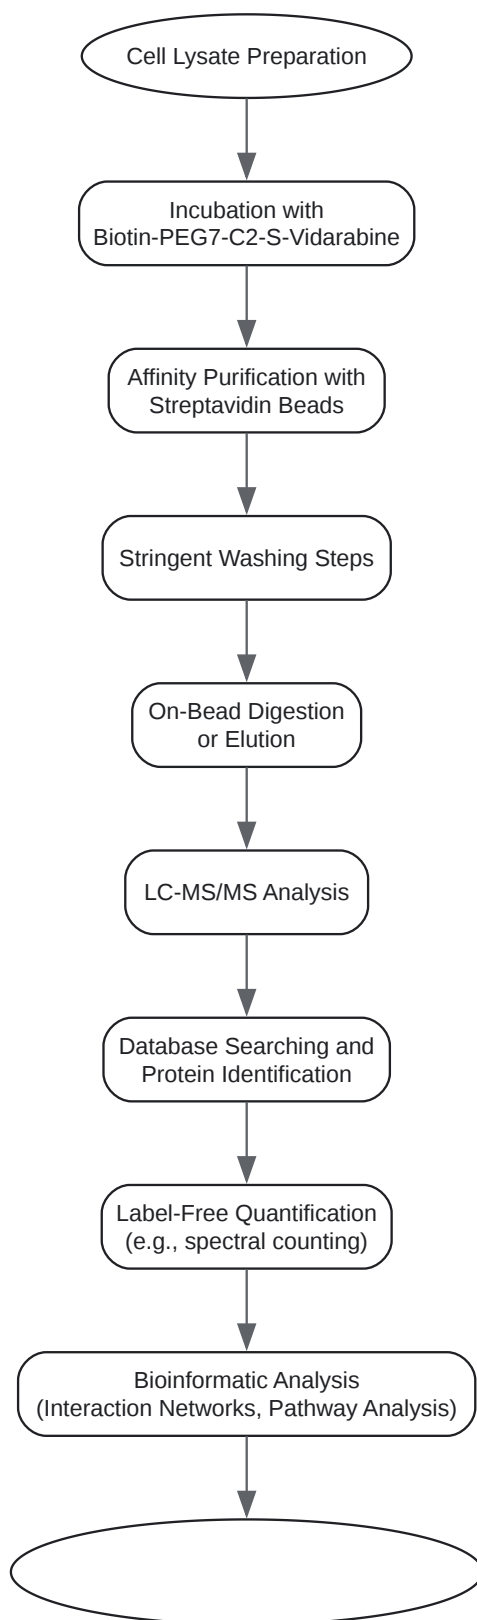 Cell Lysate Preparation
Incubation with
Biotin-PEG7-C2-S-Vidarabine
Affinity Purification with
Streptavidin Beads
Stringent Washing Steps
On-Bead Digestion
or Elution
LC-MS/MS Analysis
Database Searching and
Protein Identification
Label-Free Quantification
(e.g., spectral counting)
Bioinformatic Analysis
(Interaction Networks, Pathway Analysis)